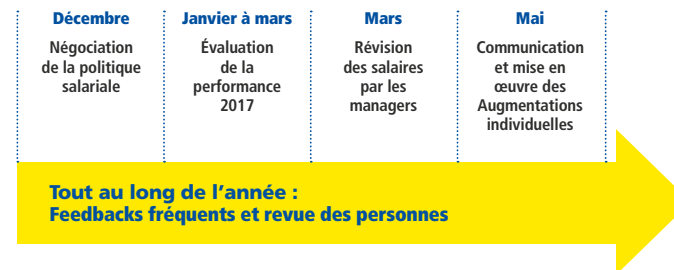 Décembre
Négociation
de la politique
salariale
Janvier à mars
Évaluation
de la
performance
2017
Mars
Révision
des salaires
par les
managers
Mai
Communication
et mise en
œuvre des
Augmentations
individuelles
Tout au long de l’année :
Feedbacks fréquents et revue des personnes